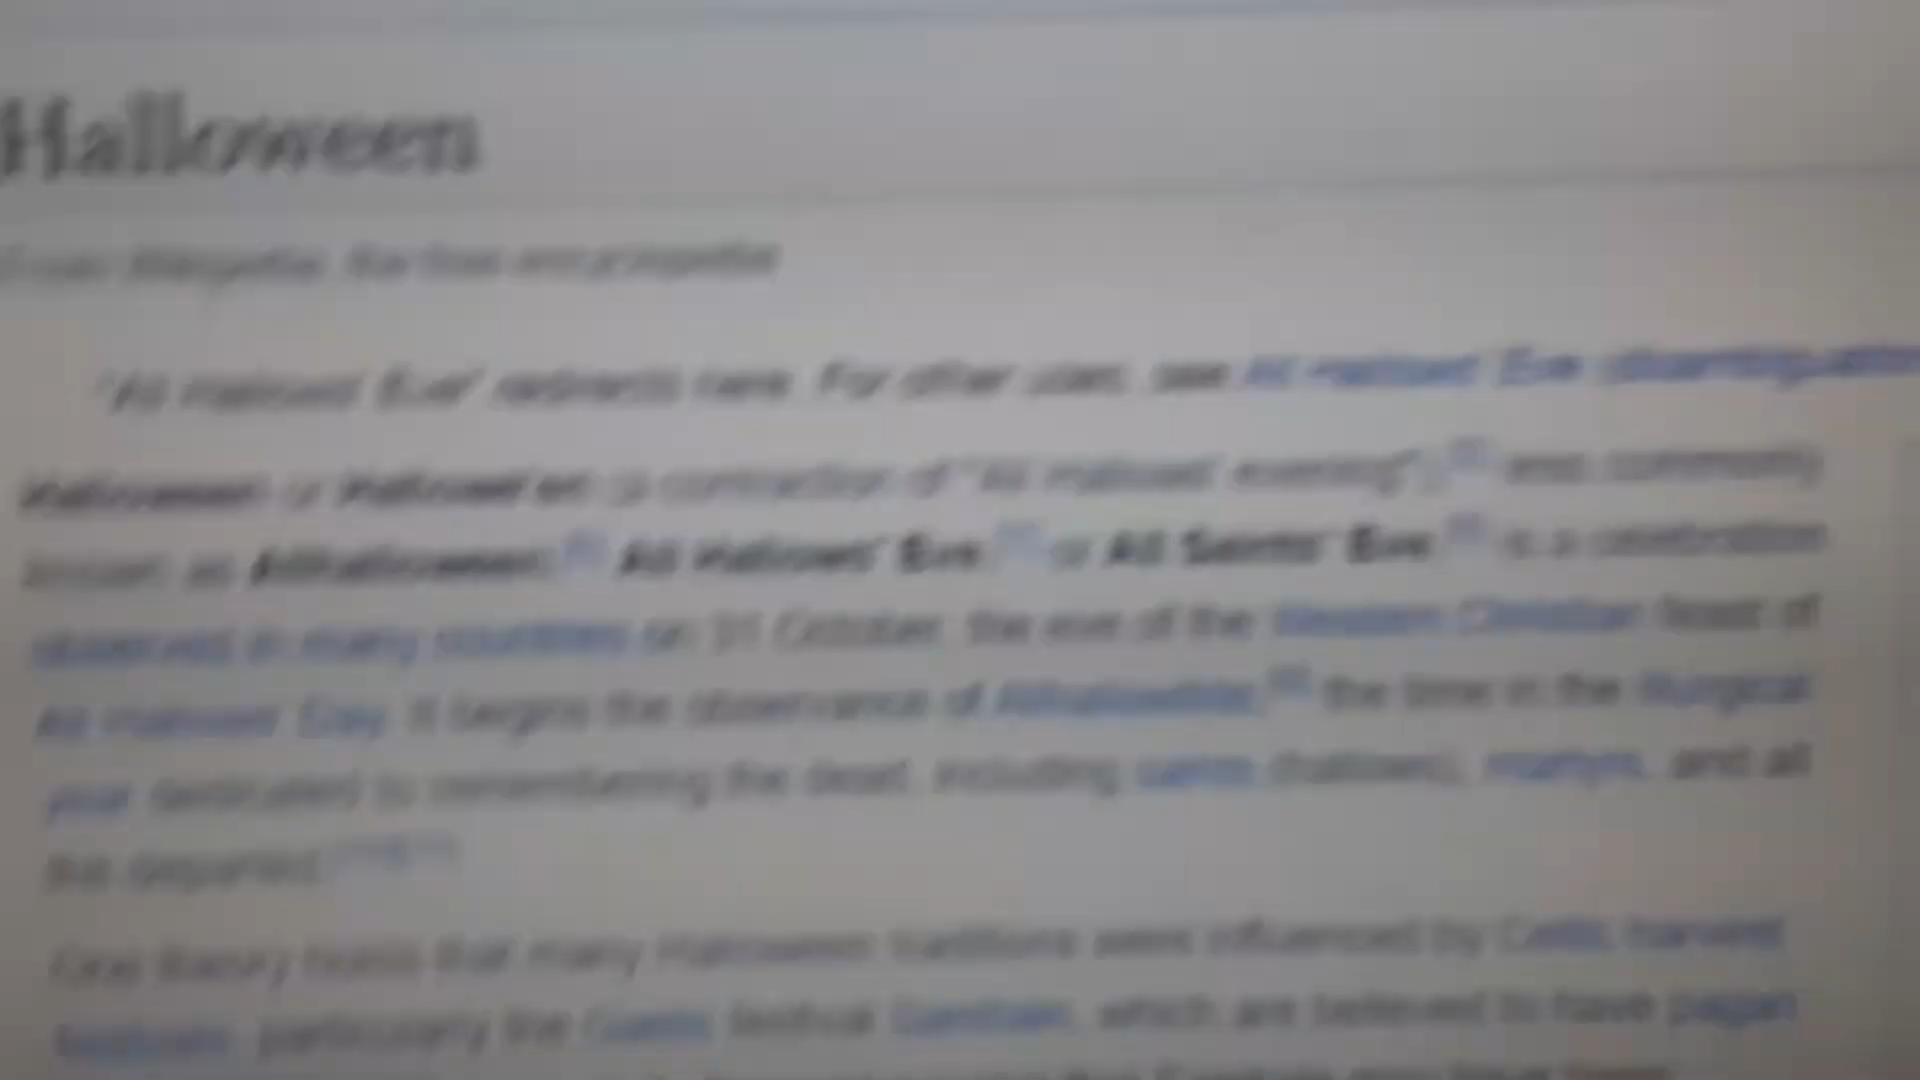 Halloween
From Wikipedia, the free encyclopedia
"All Hallows' Eve" redirects here. For other uses, see All Hallows' Eve
Halloween or Hallowe'en (a contraction of "All Hallows' evening"), also commonly
known as Allhalloween, All Hallows' Eve, or All Saints' Eve, is a celebration
observed in many countries on 31 October, the eve of the Western Christian feast of
All Hallows' Day. It begins the observance of Allhallowtide, the time in the liturgical
year dedicated to remembering the dead, including saints (hallows), martyrs, and all
the departed.
One theory holds that many Halloween traditions were influenced by Celtic harvest
festivals, particularly the Gaelic festival Samhain, which are believed to have pagan